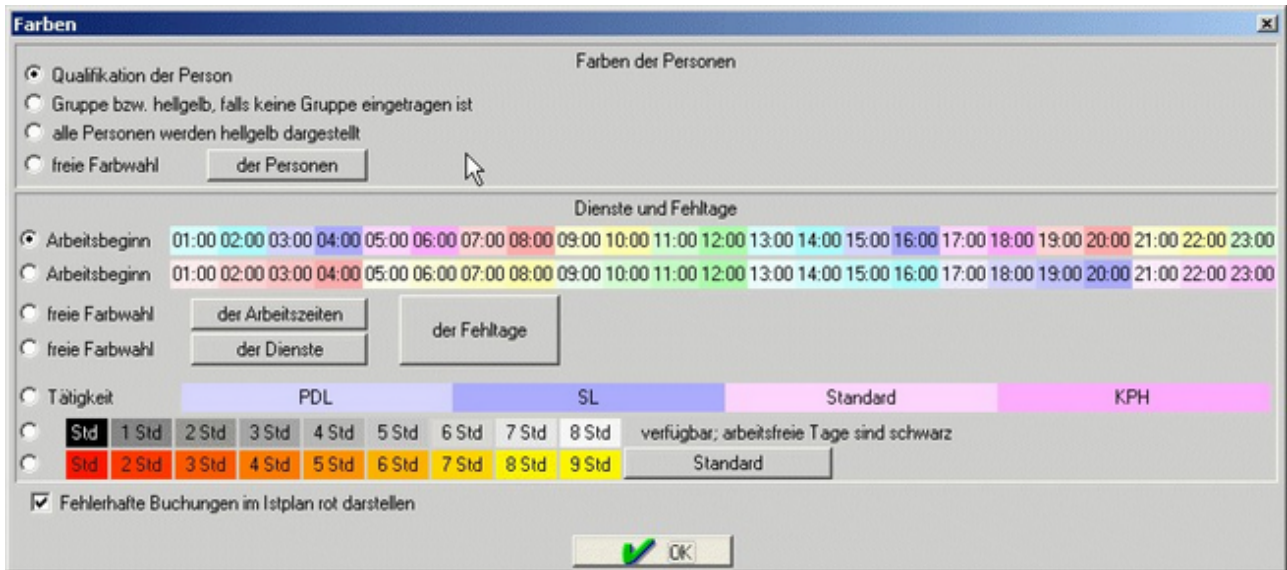 Farben
Farben der Personen
Qualifikation der Person
Gruppe bzw. hellgelb, falls keine Gruppe eingetragen ist
alle Personen werden hellgelb dargestellt
freie Farbwahl der Personen
Dienste und Fehltage
Arbeitsbeginn 01:00 02:00 03:00 04:00 05:00 06:00 07:00 08:00 09:00 10:00 11:00 12:00 13:00 14:00 15:00 16:00 17:00 18:00 19:00 20:00 21:00 22:00 23:00
Arbeitsbeginn 01:00 02:00 03:00 04:00 05:00 06:00 07:00 08:00 09:00 10:00 11:00 12:00 13:00 14:00 15:00 16:00 17:00 18:00 19:00 20:00 21:00 22:00 23:00
freie Farbwahl der Arbeitszeiten der Fehltage
freie Farbwahl der Dienste
Tätigkeit PDL SL Standard KPH
Std 1 Std 2 Std 3 Std 4 Std 5 Std 6 Std 7 Std 8 Std verfügbar; arbeitsfreie Tage sind schwarz
Std 2 Std 3 Std 4 Std 5 Std 6 Std 7 Std 8 Std 9 Std Standard
Fehlerhafte Buchungen im Istplan rot darstellen
OK